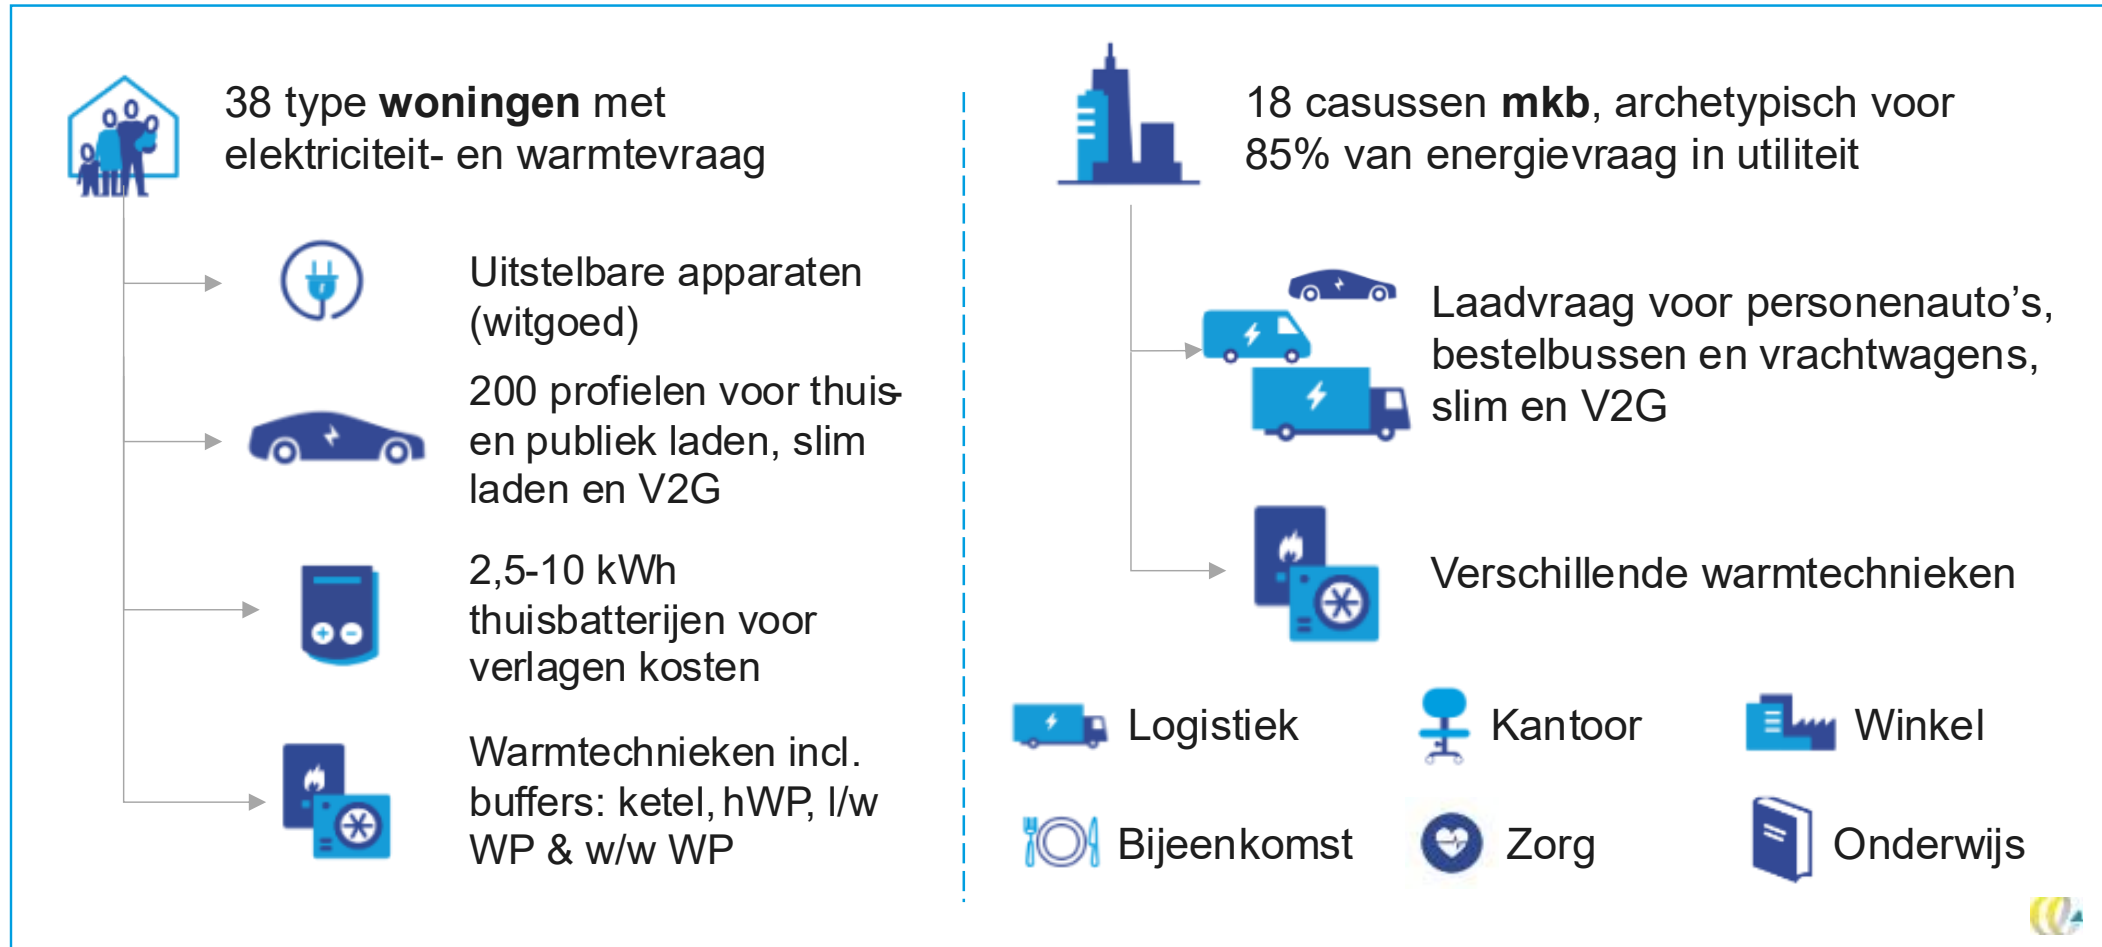 38 type woningen met
elektriciteit- en warmtevraag
Uitstelbare apparaten
(witgoed)
200 profielen voor thuis-
en publiek laden, slim
laden en V2G
2,5-10 kWh
thuisbatterijen voor
verlagen kosten
Warmtechnieken incl.
buffers: ketel, hWP, l/w
WP & w/w WP
18 casussen mkb, archetypisch voor
85% van energievraag in utiliteit
Laadvraag voor personenauto's,
bestelbussen en vrachtwagens,
slim en V2G
Verschillende warmtechnieken
Logistiek
Kantoor
Winkel
Bijeenkomst
Zorg
Onderwijs